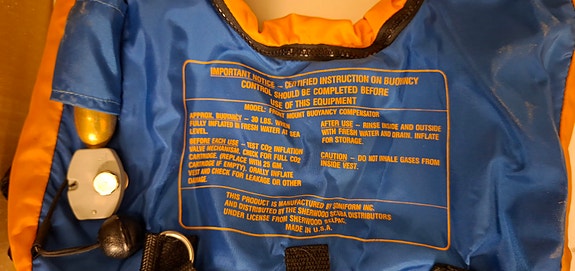 IMPORTANT NOTICE – CERTIFIED INSTRUCTION ON BUOINCY
CONTROL SHOULD BE COMPLETED BEFORE
USE OF THIS EQUIPMENT
MODEL: FRONT MOUNT BUOYANCY COMPENSATOR
APPROX. BUOYANCY – 30 LBS. WHEN
FULLY INFLATED IN FRESH WATER AT SEA
LEVEL.
BEFORE EACH USE – TEST CO2 INFLATION
VALVE MECHANISM. CHECK FOR FULL CO2
CARTRIDGE (REPLACE WITH 25 GM.
CARTRIDGE IF EMPTY). ORALLY INFLATE
VEST AND CHECK FOR LEAKAGE OR OTHER
DAMAGE.
AFTER USE – RINSE INSIDE AND OUTSIDE
WITH FRESH WATER AND DRAIN. INFLATE
FOR STORAGE.
CAUTION – DO NOT INHALE GASES FROM
INSIDE VEST.
THIS PRODUCT IS MANUFACTURED BY
AND DISTRIBUTED BY THE SHERWOOD SCUBA DISTRIBUTORS
UNDER LICENSE FROM SHERWOOD SELPAC.
MADE IN U.S.A.